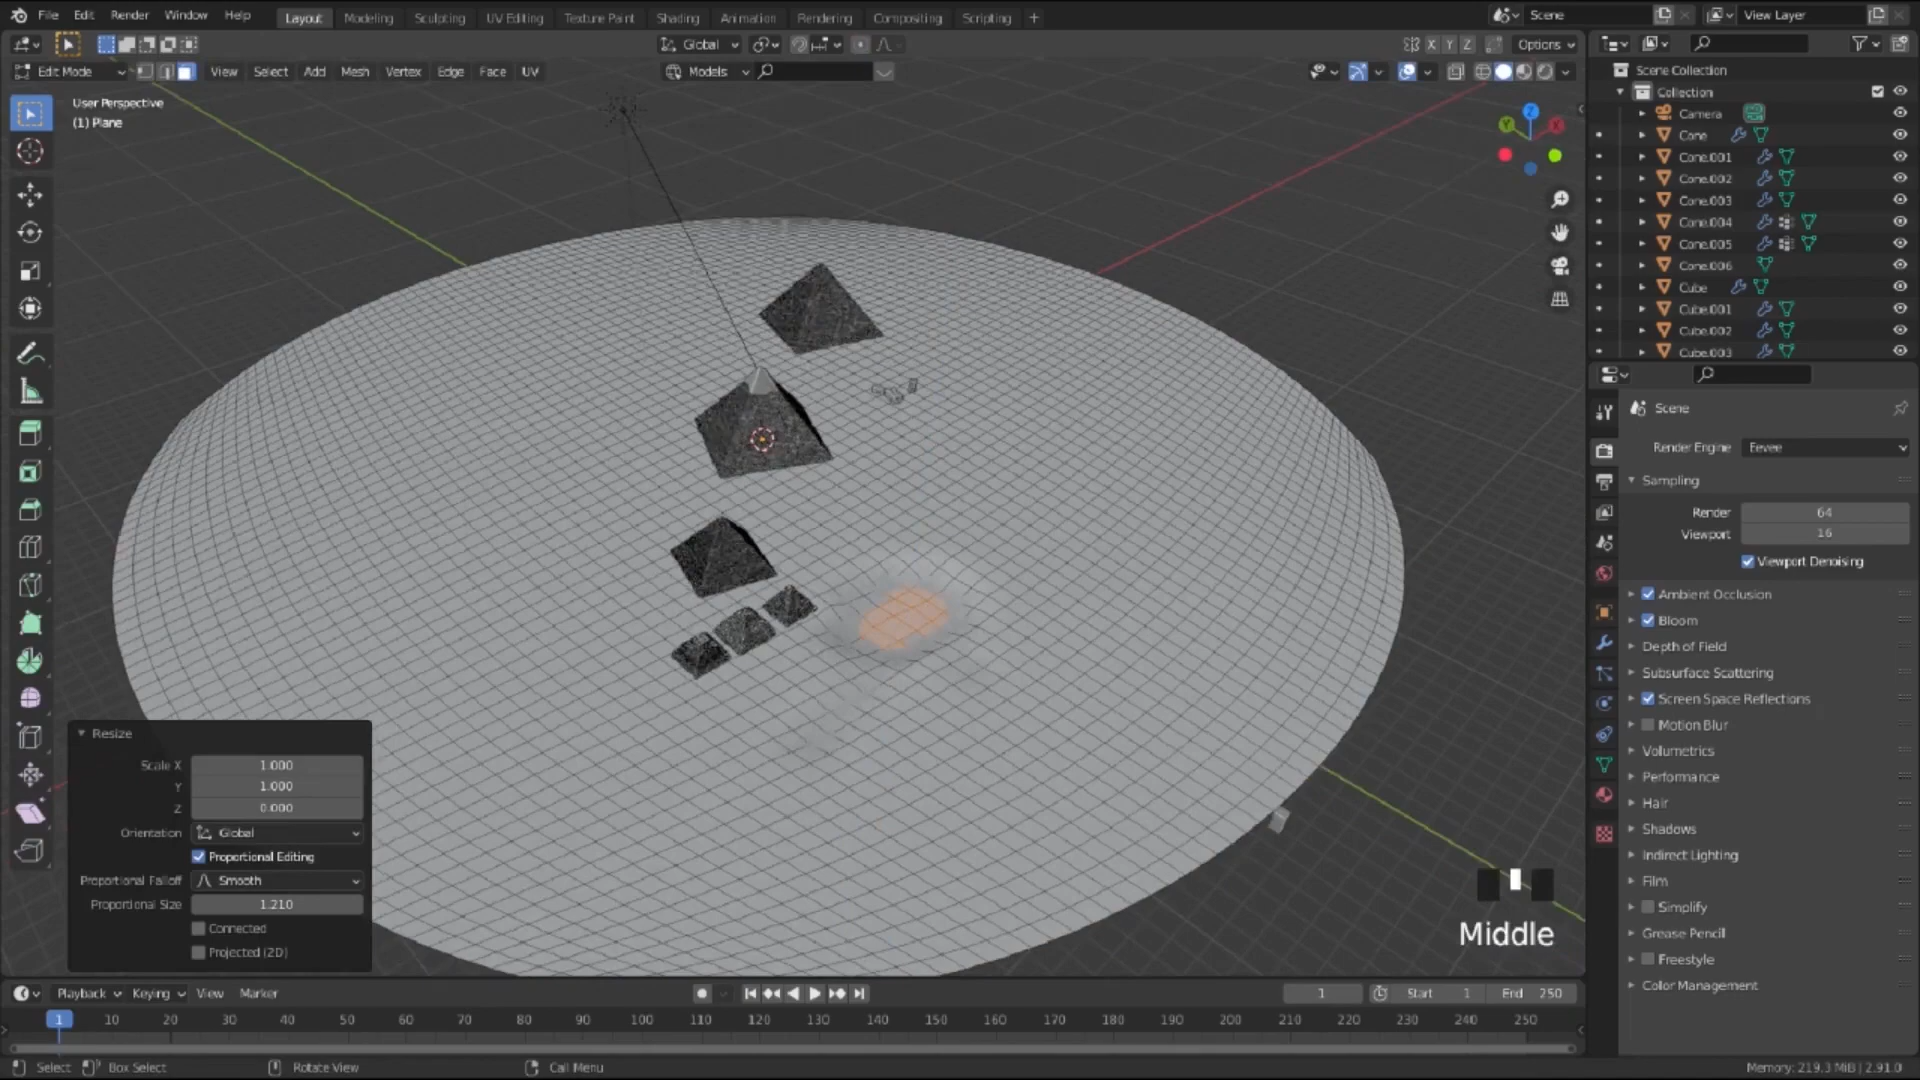 File Edit Render Window Help Layout Modeling Sculpting UV Editing Texture Paint Shading Animation Rendering Compositing Scripting + Scene View Layer
Global X Y Z Options
Edit Mode View Select Add Mesh Vertex Edge Face UV Models
User Perspective
(1) Plane
Z
Y
X
Scene Collection
Collection
Camera
Cone
Cone.001
Cone.002
Cone.003
Cone.004
Cone.005
Cone.006
Cube
Cube.001
Cube.002
Cube.003
Scene
Render Engine Eevee
Sampling
Render 64
Viewport 16
Viewport Denoising
Ambient Occlusion
Bloom
Depth of Field
Subsurface Scattering
Screen Space Reflections
Motion Blur
Volumetrics
Performance
Hair
Shadows
Indirect Lighting
Film
Simplify
Grease Pencil
Freestyle
Color Management
Resize
Scale X 1.000
Y 1.000
Z 0.000
Orientation Global
Proportional Editing
Proportional Falloff Smooth
Proportional Size 1.210
Connected
Projected (2D)
Middle
Playback Keying View Marker 1 Start 1 End 250
1 10 20 30 40 50 60 70 80 90 100 110 120 130 140 150 160 170 180 190 200 210 220 230 240 250
Select Box Select Rotate View Call Menu Memory: 219.3 MiB | 2.91.0